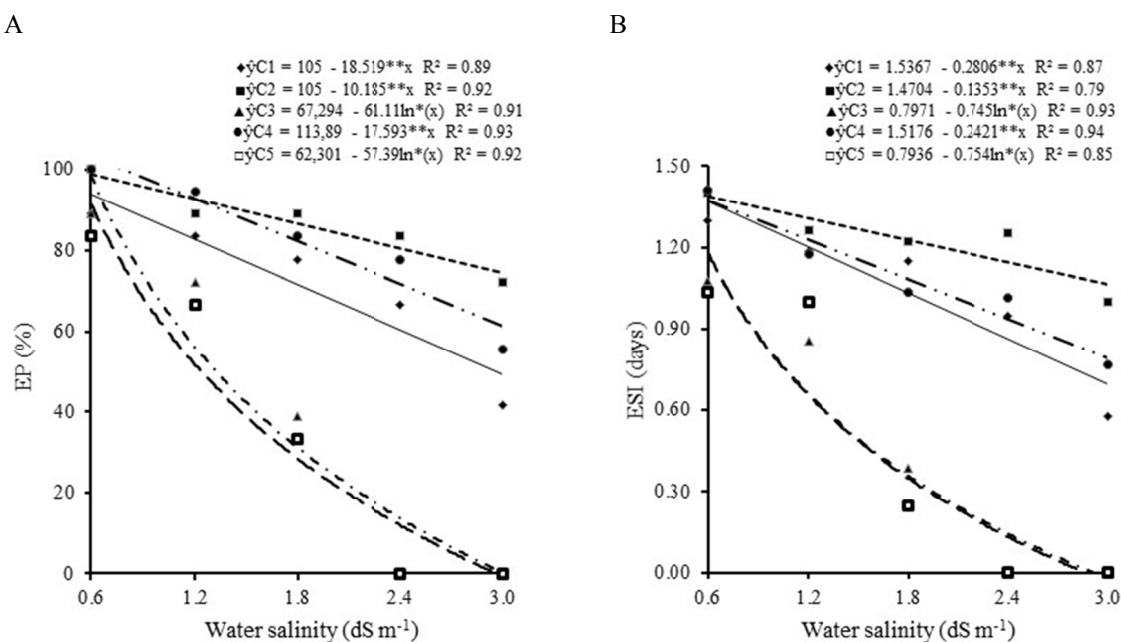 A
ŷC1 = 105 - 18.519**x R² = 0.89
ŷC2 = 105 - 10.185**x R² = 0.92
ŷC3 = 67,294 - 61.11ln*(x) R² = 0.91
ŷC4 = 113,89 - 17.593**x R² = 0.93
ŷC5 = 62,301 - 57.39ln*(x) R² = 0.92
100
80
60
40
20
0
EP (%)
0.6 1.2 1.8 2.4 3.0
Water salinity (dS m-1)
B
ŷC1 = 1.5367 - 0.2806**x R² = 0.87
ŷC2 = 1.4704 - 0.1353**x R² = 0.79
ŷC3 = 0.7971 - 0.745ln*(x) R² = 0.93
ŷC4 = 1.5176 - 0.2421**x R² = 0.94
ŷC5 = 0.7936 - 0.754ln*(x) R² = 0.85
1.50
1.20
0.90
0.60
0.30
0.00
ESI (days)
0.6 1.2 1.8 2.4 3.0
Water salinity (dS m-1)